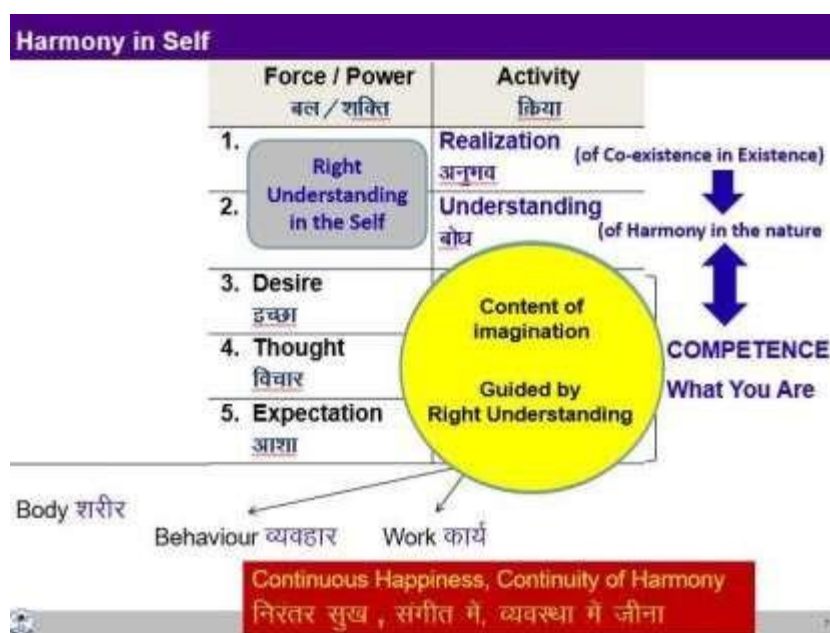 Harmony in Self
Force / Power
बल / शक्ति
Activity
क्रिया
1.
Right
Understanding
in the Self
Realization
अनुभव
(of Co-existence in Existence)
2.
Understanding
बोध
(of Harmony in the nature
3. Desire
इच्छा
4. Thought
विचार
5. Expectation
आशा
Content of
imagination
Guided by
Right Understanding
COMPETENCE
What You Are
Body शरीर
Behaviour व्यवहार
Work कार्य
Continuous Happiness, Continuity of Harmony
निरतर सुख , संगीत में, व्यवस्था में जीना